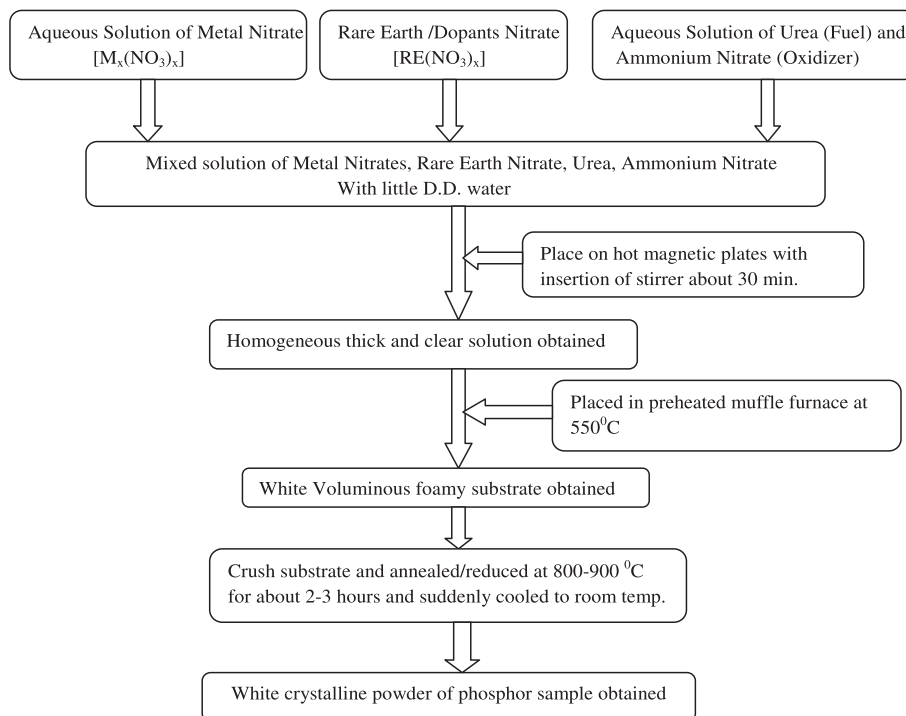 Aqueous Solution of Metal Nitrate
[Mₓ(NO₃)ₓ]
Rare Earth /Dopants Nitrate
[RE(NO₃)ₓ]
Aqueous Solution of Urea (Fuel) and
Ammonium Nitrate (Oxidizer)
Mixed solution of Metal Nitrates, Rare Earth Nitrate, Urea, Ammonium Nitrate
With little D.D. water
Place on hot magnetic plates with
insertion of stirrer about 30 min.
Homogeneous thick and clear solution obtained
Placed in preheated muffle furnace at
550⁰C
White Voluminous foamy substrate obtained
Crush substrate and annealed/reduced at 800-900 ⁰C
for about 2-3 hours and suddenly cooled to room temp.
White crystalline powder of phosphor sample obtained